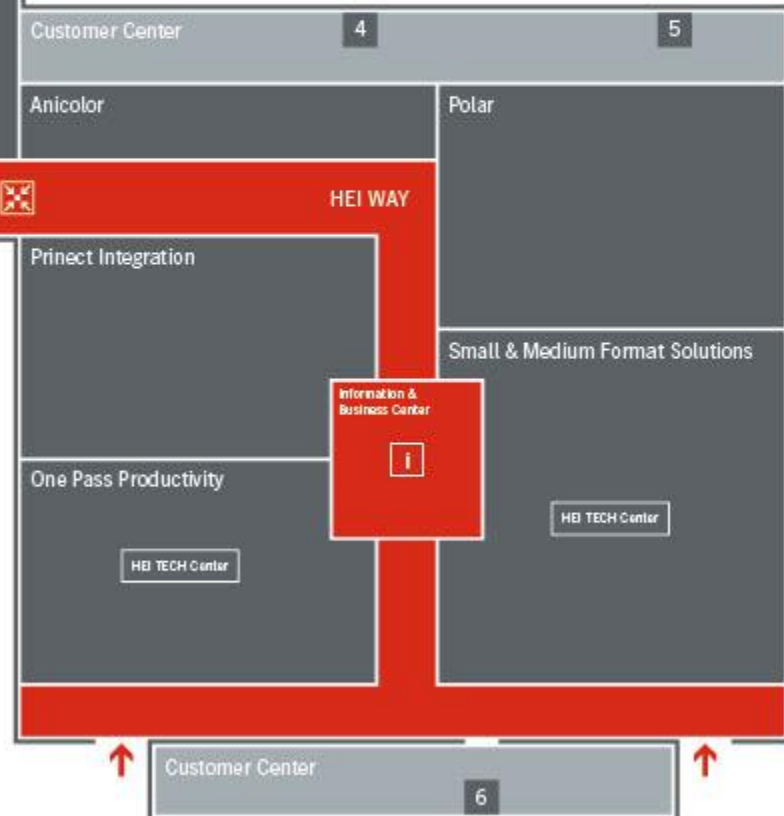 Customer Center
4
5
Anicolor
Polar
HEI WAY
Prinect Integration
Small & Medium Format Solutions
Information &
Business Center
i
One Pass Productivity
HEI TECH Center
HEI TECH Center
Customer Center
6